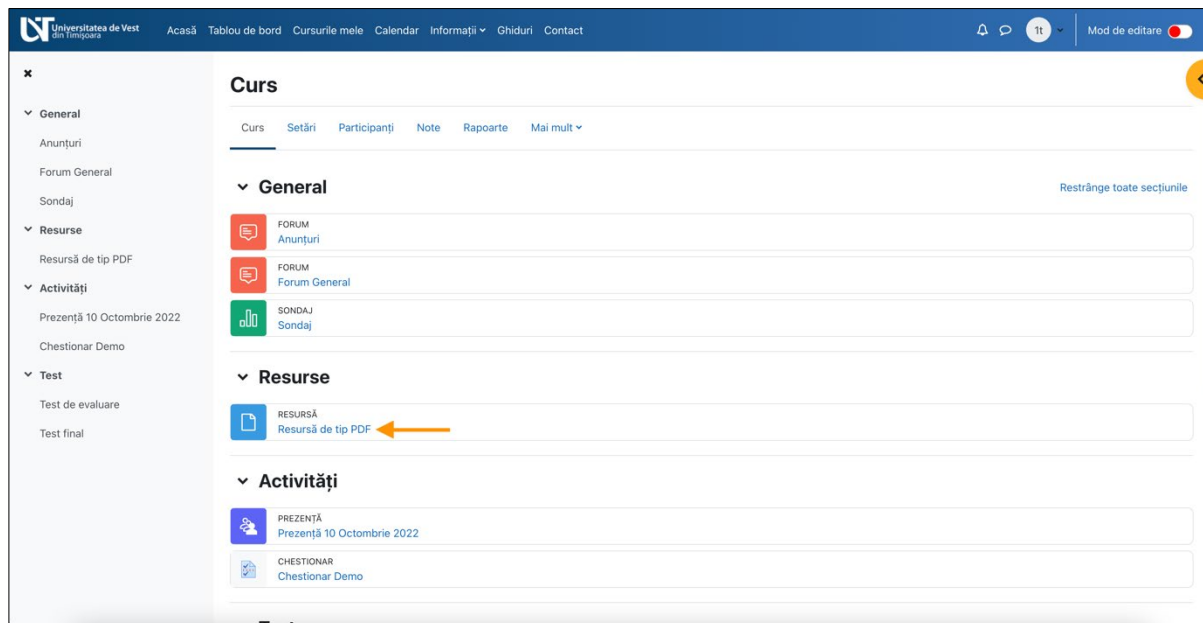 Universitatea de Vest
din Timișoara
Acasă Tablou de bord Cursurile mele Calendar Informații Ghiduri Contact
1t
Mod de editare
General
Anunțuri
Forum General
Sondaj
Resurse
Resursă de tip PDF
Activități
Prezență 10 Octombrie 2022
Chestionar Demo
Test
Test de evaluare
Test final
Curs
Curs Setări Participanți Note Rapoarte Mai mult
General
Restrânge toate secțiunile
FORUM
Anunțuri
FORUM
Forum General
SONDAJ
Sondaj
Resurse
RESURSĂ
Resursă de tip PDF
Activități
PREZENȚĂ
Prezență 10 Octombrie 2022
CHESTIONAR
Chestionar Demo